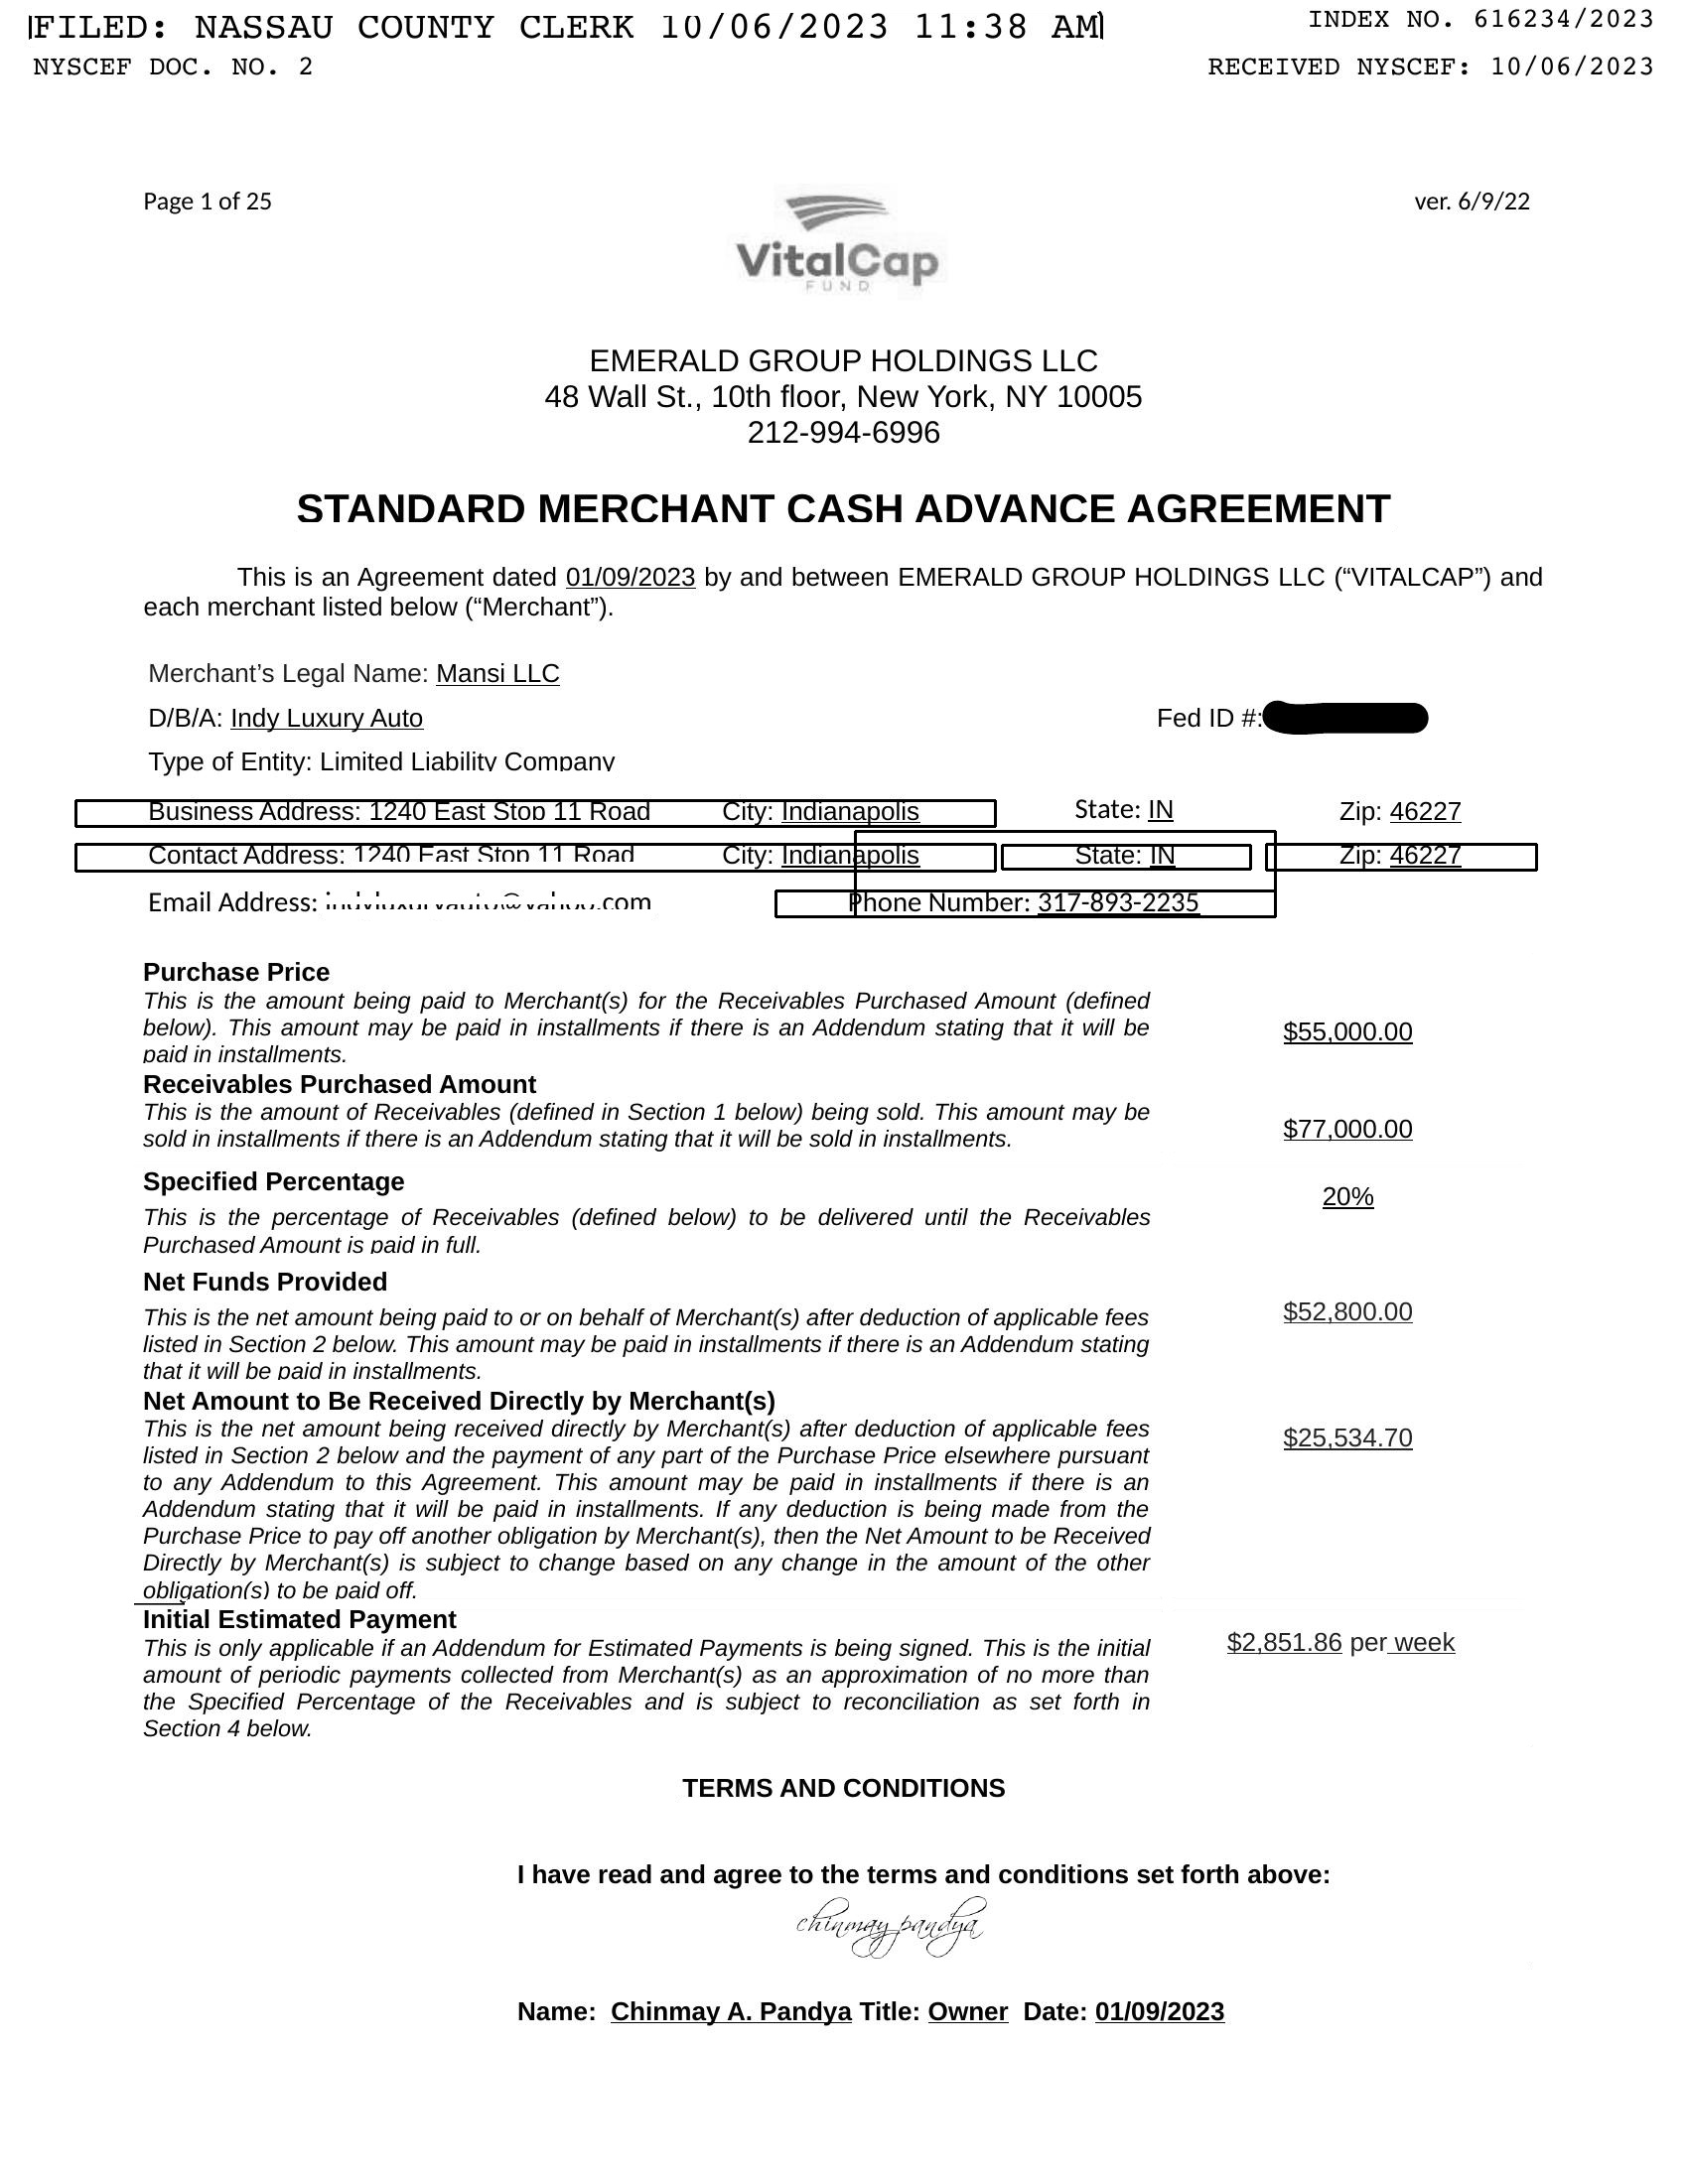 FILED: NASSAU COUNTY CLERK 10/06/2023 11:38 AM
INDEX NO. 616234/2023
NYSCEF DOC. NO. 2
RECEIVED NYSCEF: 10/06/2023
Page 1 of 25
ver. 6/9/22
VitalCap
FUND
EMERALD GROUP HOLDINGS LLC
48 Wall St., 10th floor, New York, NY 10005
212-994-6996
STANDARD MERCHANT CASH ADVANCE AGREEMENT
This is an Agreement dated 01/09/2023 by and between EMERALD GROUP HOLDINGS LLC (“VITALCAP”) and
each merchant listed below (“Merchant”).
Merchant’s Legal Name: Mansi LLC
D/B/A: Indy Luxury Auto Fed ID #:
Type of Entity: Limited Liability Company
Business Address: 1240 East Stop 11 Road City: Indianapolis State: IN Zip: 46227
Contact Address: 1240 East Stop 11 Road City: Indianapolis State: IN Zip: 46227
Email Address: indyluxuryauto@yahoo.com Phone Number: 317-893-2235
Purchase Price
This is the amount being paid to Merchant(s) for the Receivables Purchased Amount (defined
below). This amount may be paid in installments if there is an Addendum stating that it will be
paid in installments.
$55,000.00
Receivables Purchased Amount
This is the amount of Receivables (defined in Section 1 below) being sold. This amount may be
sold in installments if there is an Addendum stating that it will be sold in installments.
$77,000.00
Specified Percentage
20%
This is the percentage of Receivables (defined below) to be delivered until the Receivables
Purchased Amount is paid in full.
Net Funds Provided
$52,800.00
This is the net amount being paid to or on behalf of Merchant(s) after deduction of applicable fees
listed in Section 2 below. This amount may be paid in installments if there is an Addendum stating
that it will be paid in installments.
Net Amount to Be Received Directly by Merchant(s)
This is the net amount being received directly by Merchant(s) after deduction of applicable fees
$25,534.70
listed in Section 2 below and the payment of any part of the Purchase Price elsewhere pursuant
to any Addendum to this Agreement. This amount may be paid in installments if there is an
Addendum stating that it will be paid in installments. If any deduction is being made from the
Purchase Price to pay off another obligation by Merchant(s), then the Net Amount to be Received
Directly by Merchant(s) is subject to change based on any change in the amount of the other
obligation(s) to be paid off.
Initial Estimated Payment
This is only applicable if an Addendum for Estimated Payments is being signed. This is the initial
$2,851.86 per week
amount of periodic payments collected from Merchant(s) as an approximation of no more than
the Specified Percentage of the Receivables and is subject to reconciliation as set forth in
Section 4 below.
TERMS AND CONDITIONS
I have read and agree to the terms and conditions set forth above:
chinmay pandya
Name: Chinmay A. Pandya Title: Owner Date: 01/09/2023